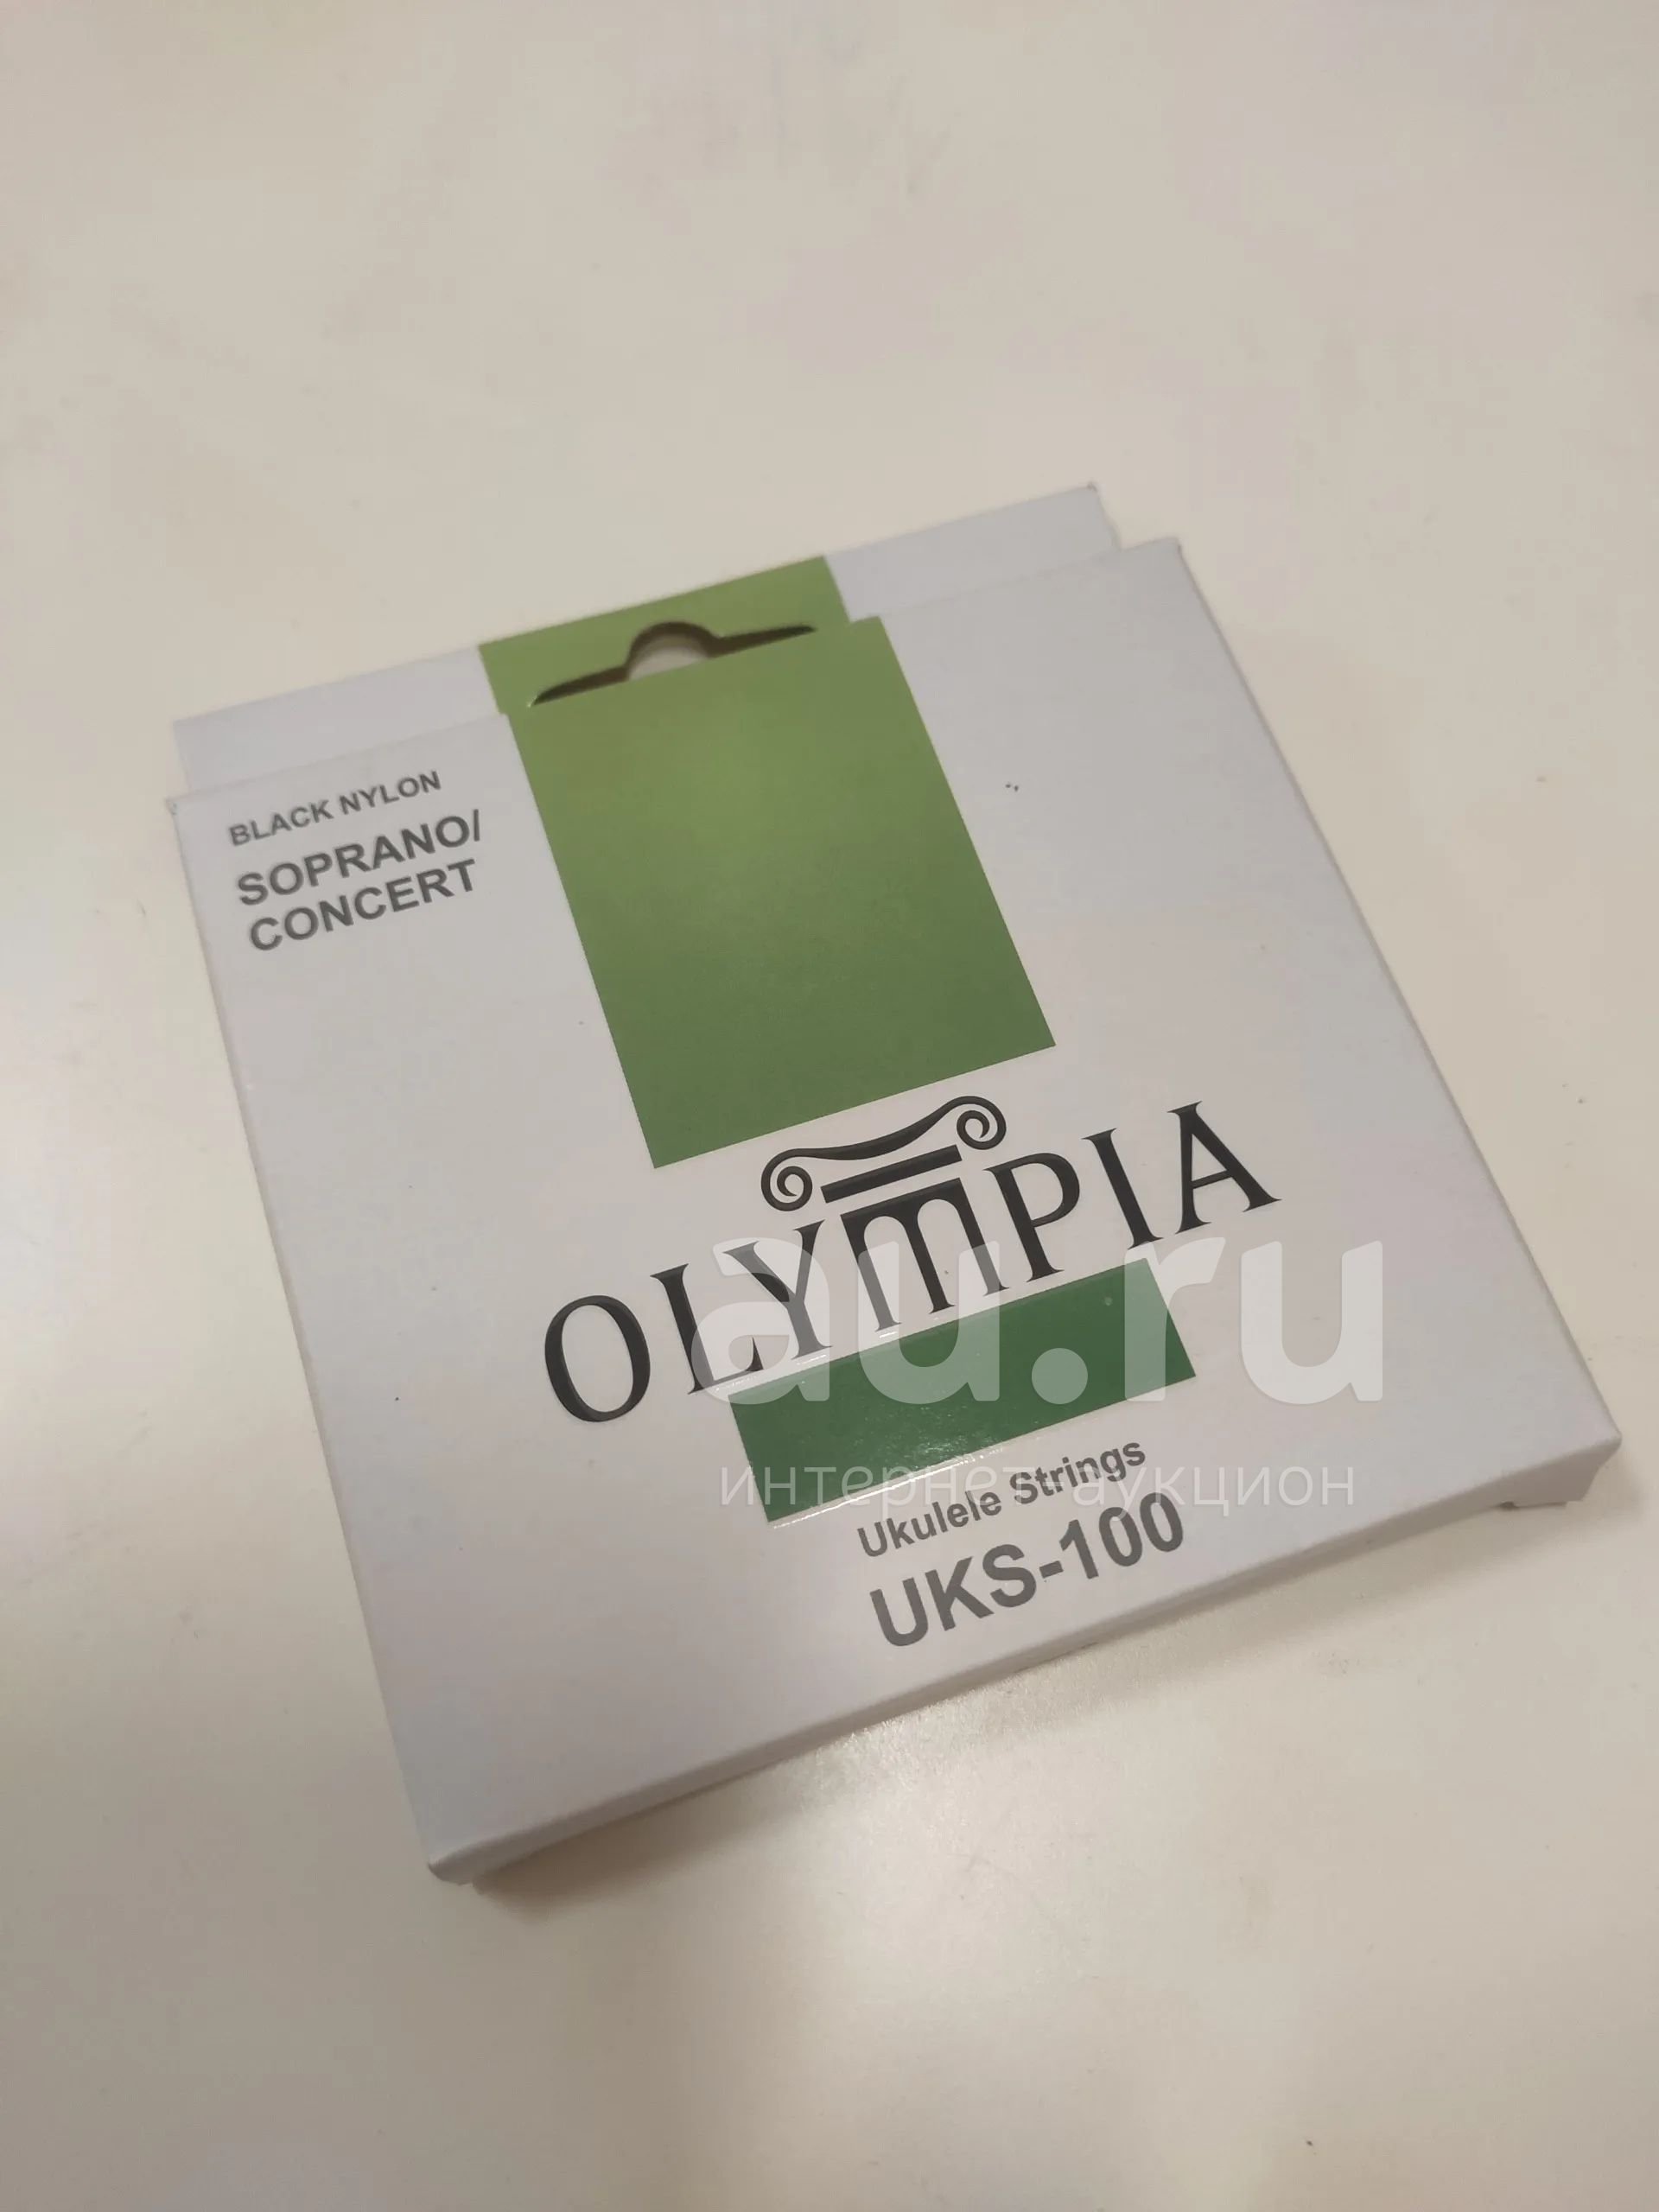 BLACK NYLON
SOPRANO/
CONCERT
OLYMPIA
au.ru
интернет-аукцион
Ukulele Strings
UKS-100